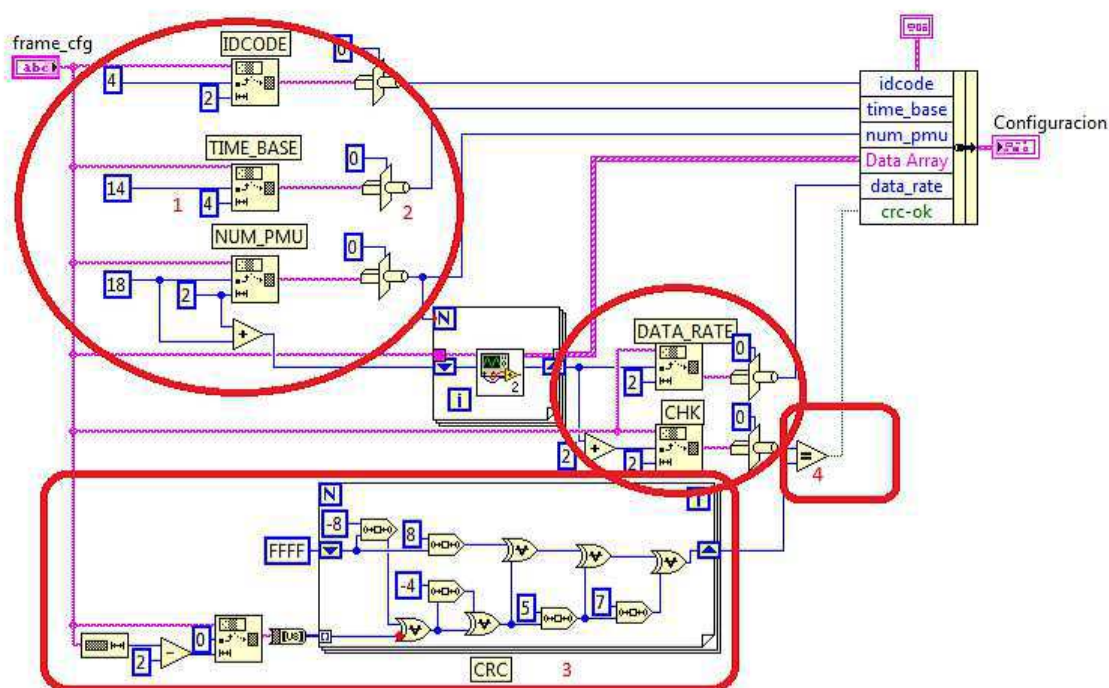 frame_cfg
abc
IDCODE
0
4
2
idcode
time_base
num_pmu
Data Array
data_rate
crc-ok
Configuracion
TIME_BASE
0
14
1
4
2
NUM_PMU
0
18
2
+
N
i
2
DATA_RATE
0
2
CHK
0
2
+
2
=
4
N
i
-8
8
FFFF
-4
5
7
0
[U8]
2
-
CRC
3